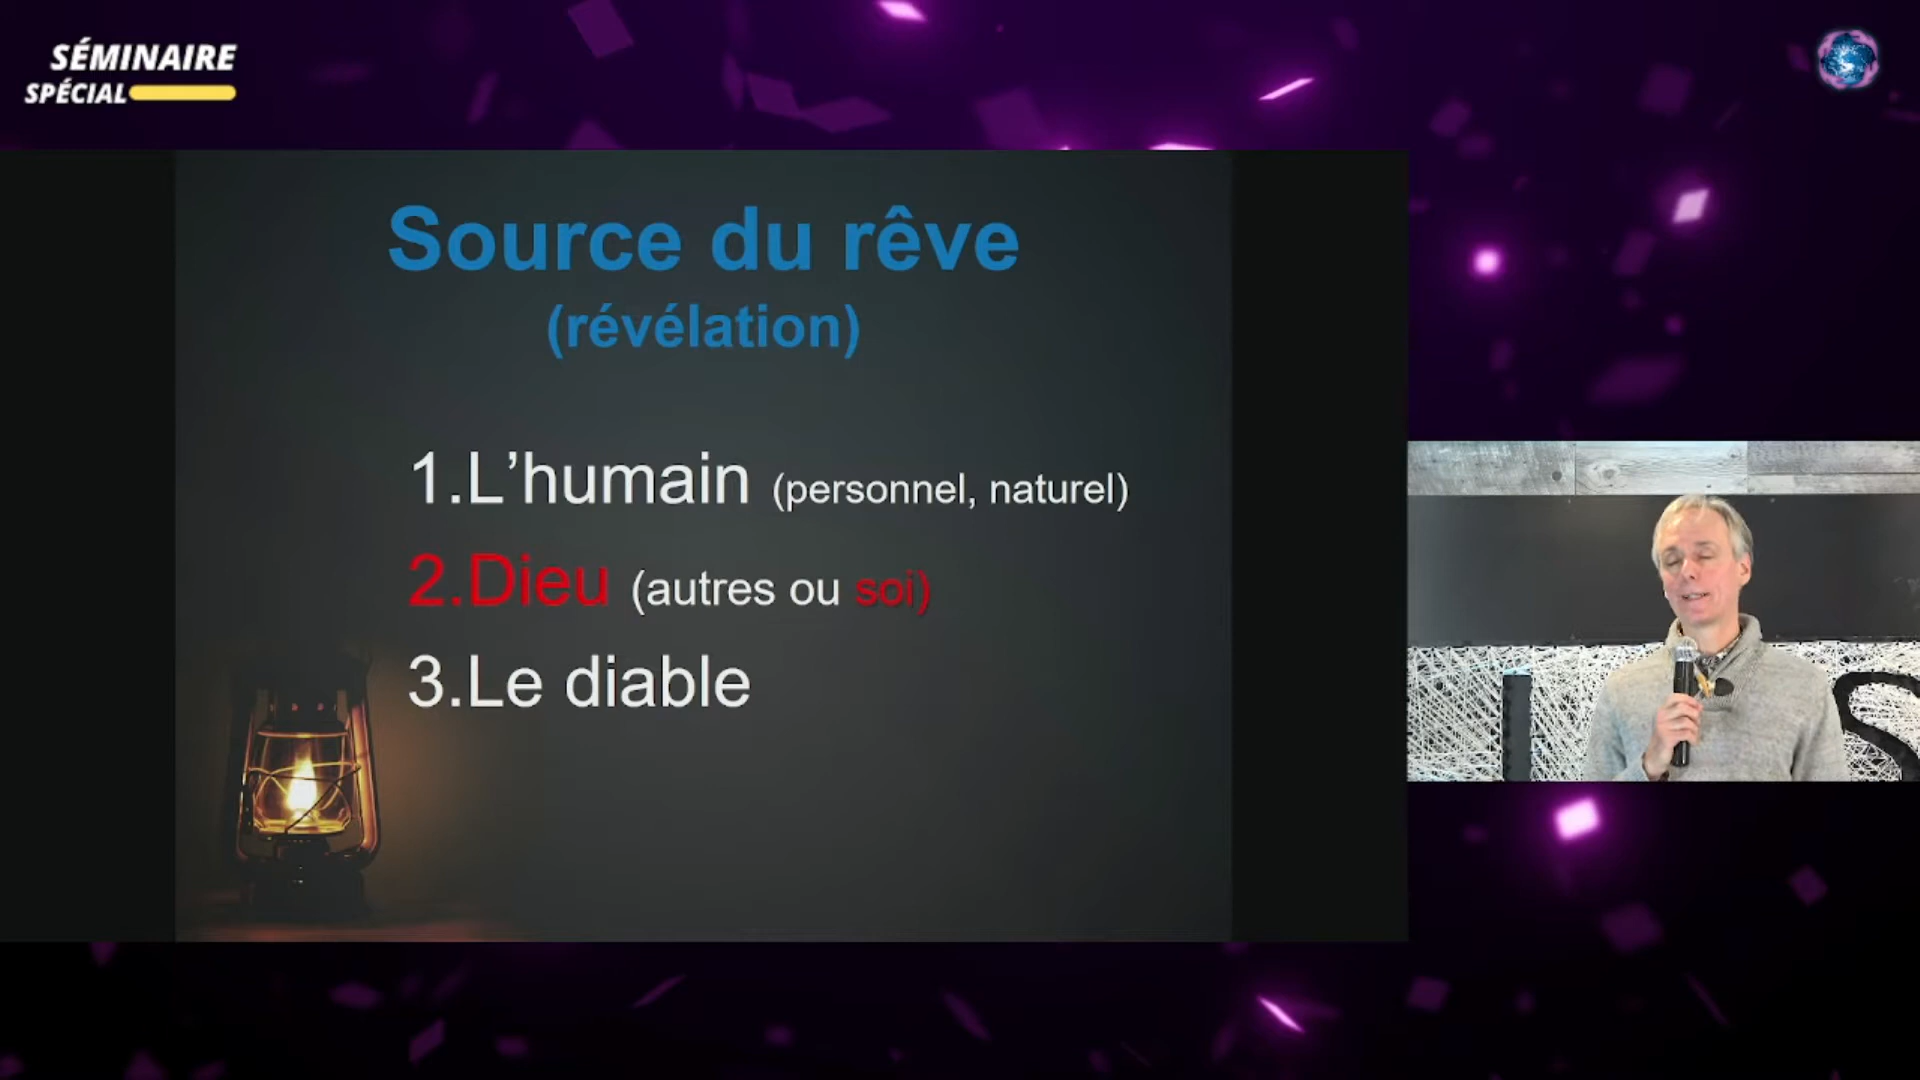 SÉMINAIRE
SPÉCIAL
Source du rêve
(révélation)
1.L’humain (personnel, naturel)
2.Dieu (autres ou soi)
3.Le diable